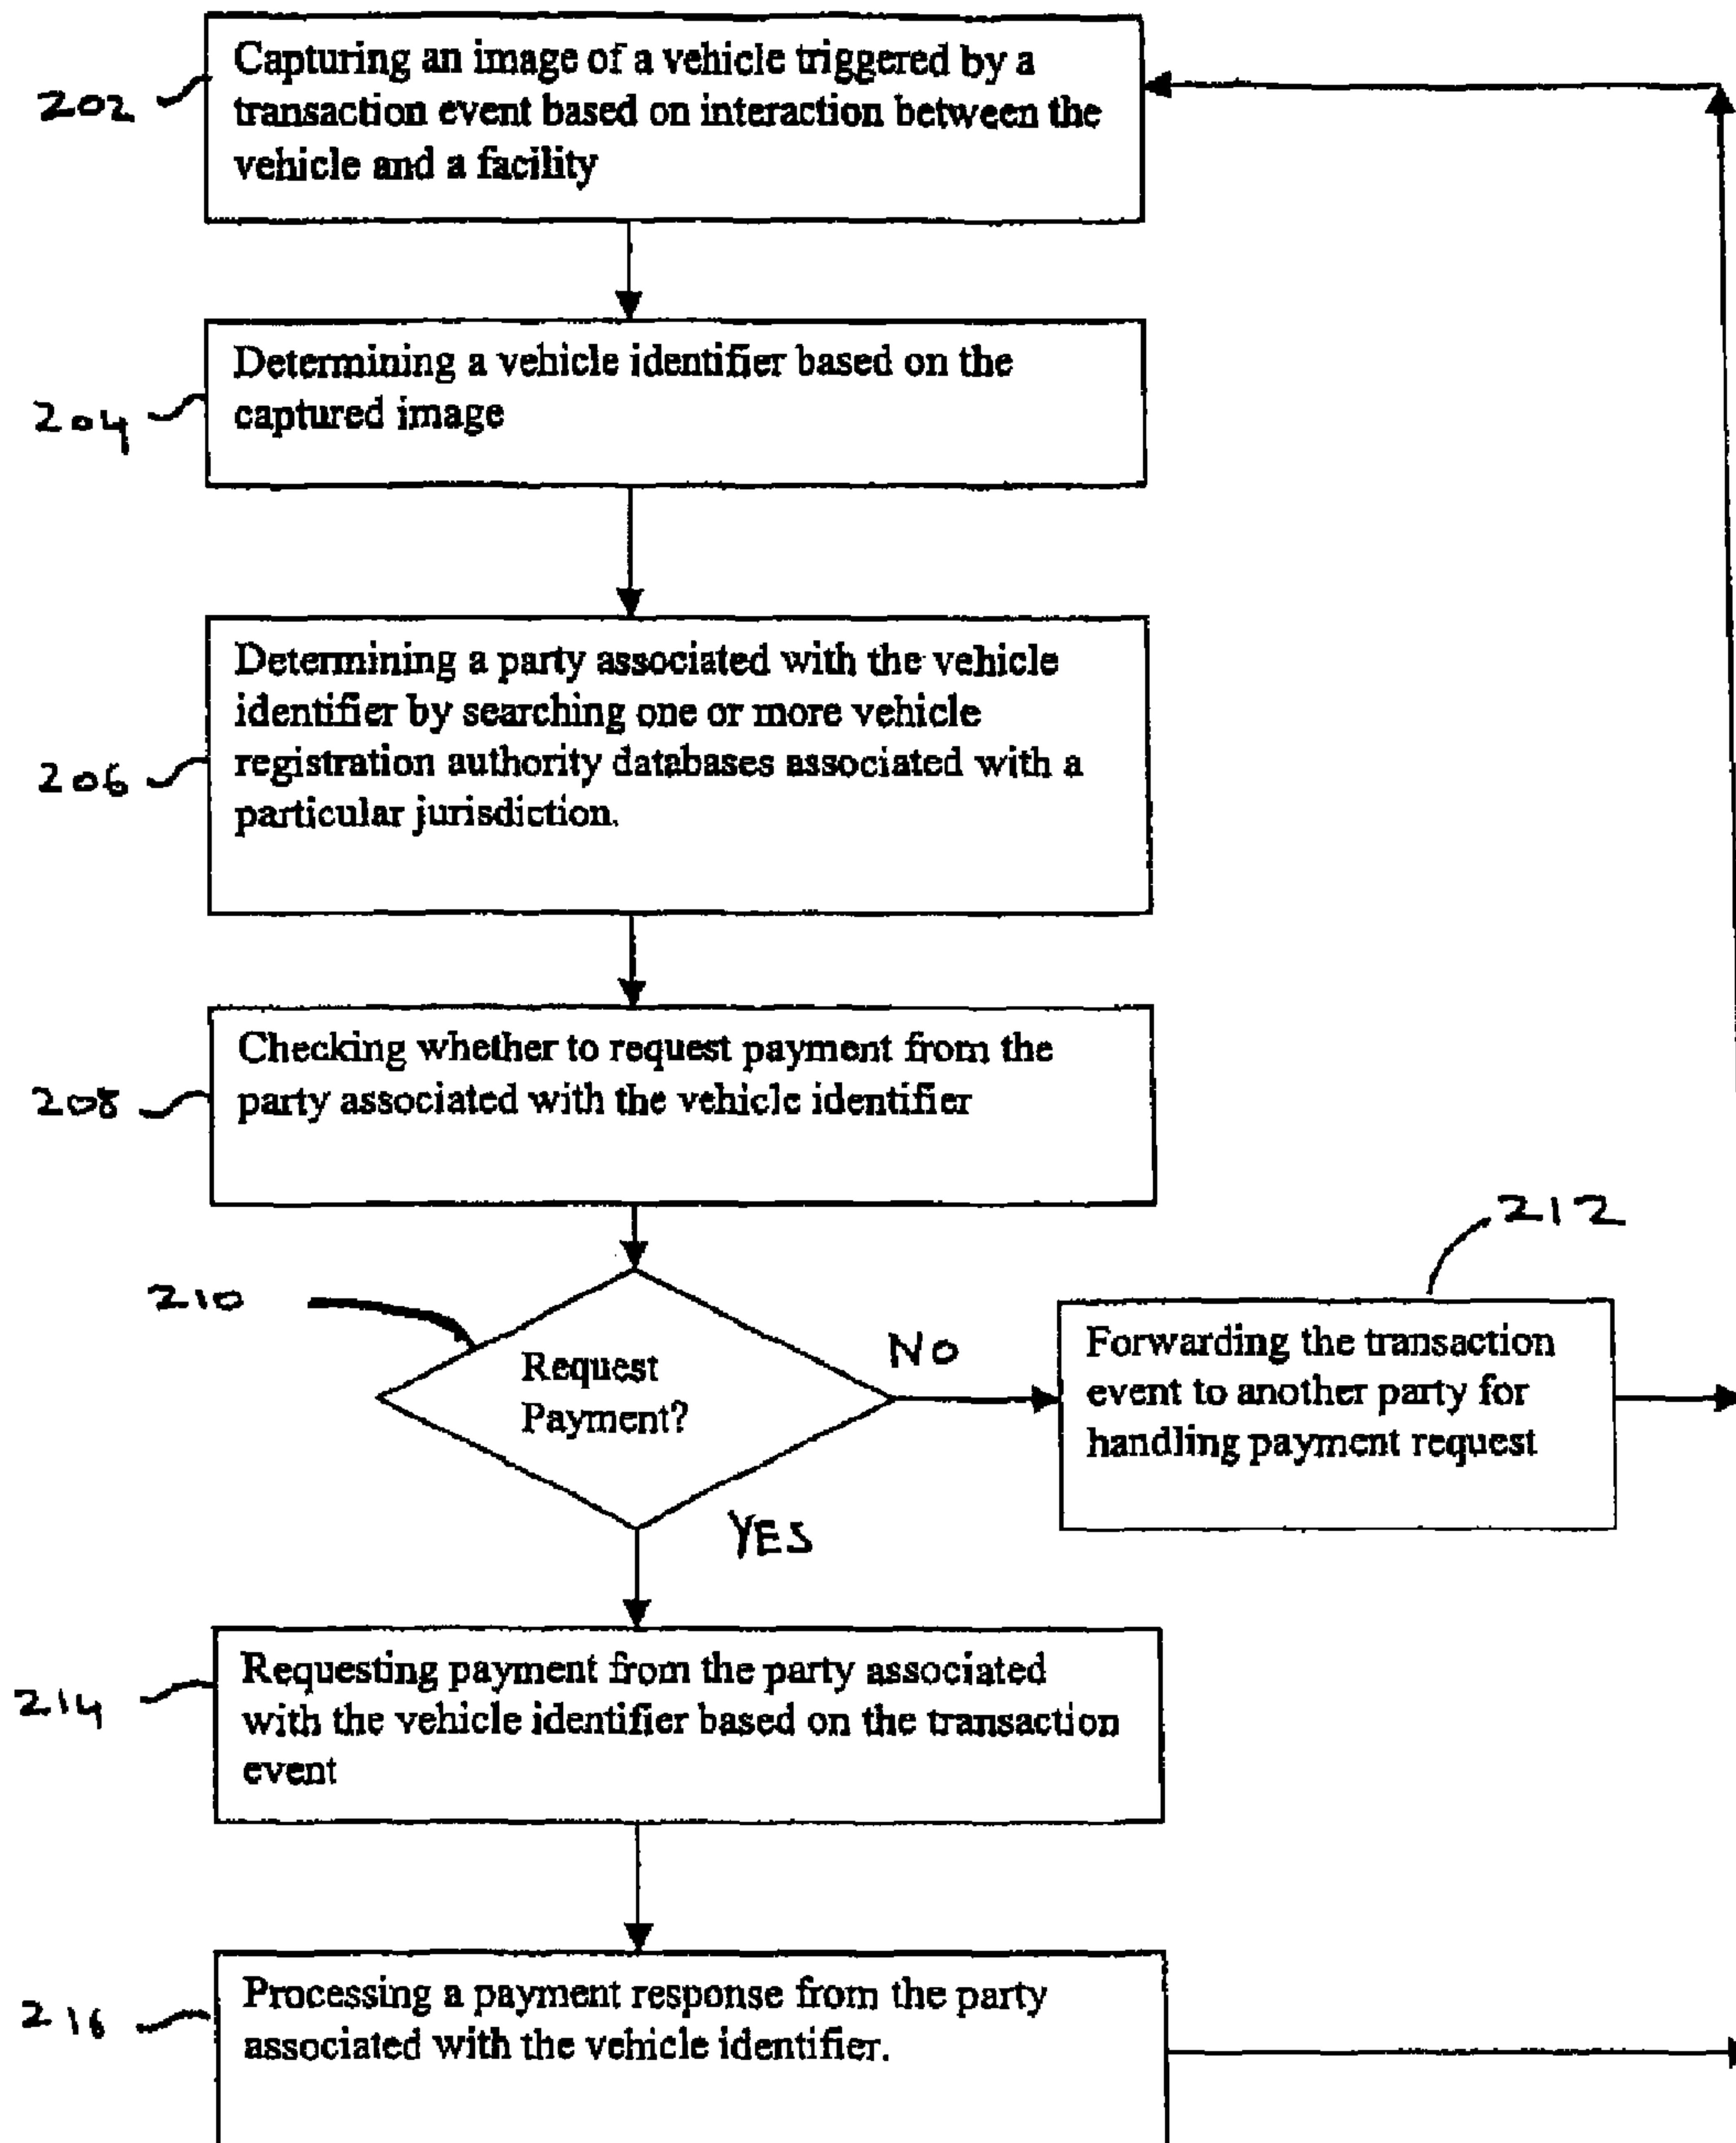 202
Capturing an image of a vehicle triggered by a
transaction event based on interaction between the
vehicle and a facility
204
Determining a vehicle identifier based on the
captured image
206
Determining a party associated with the vehicle
identifier by searching one or more vehicle
registration authority databases associated with a
particular jurisdiction.
208
Checking whether to request payment from the
party associated with the vehicle identifier
210
Request
Payment?
NO
YES
212
Forwarding the transaction
event to another party for
handling payment request
214
Requesting payment from the party associated
with the vehicle identifier based on the transaction
event
216
Processing a payment response from the party
associated with the vehicle identifier.